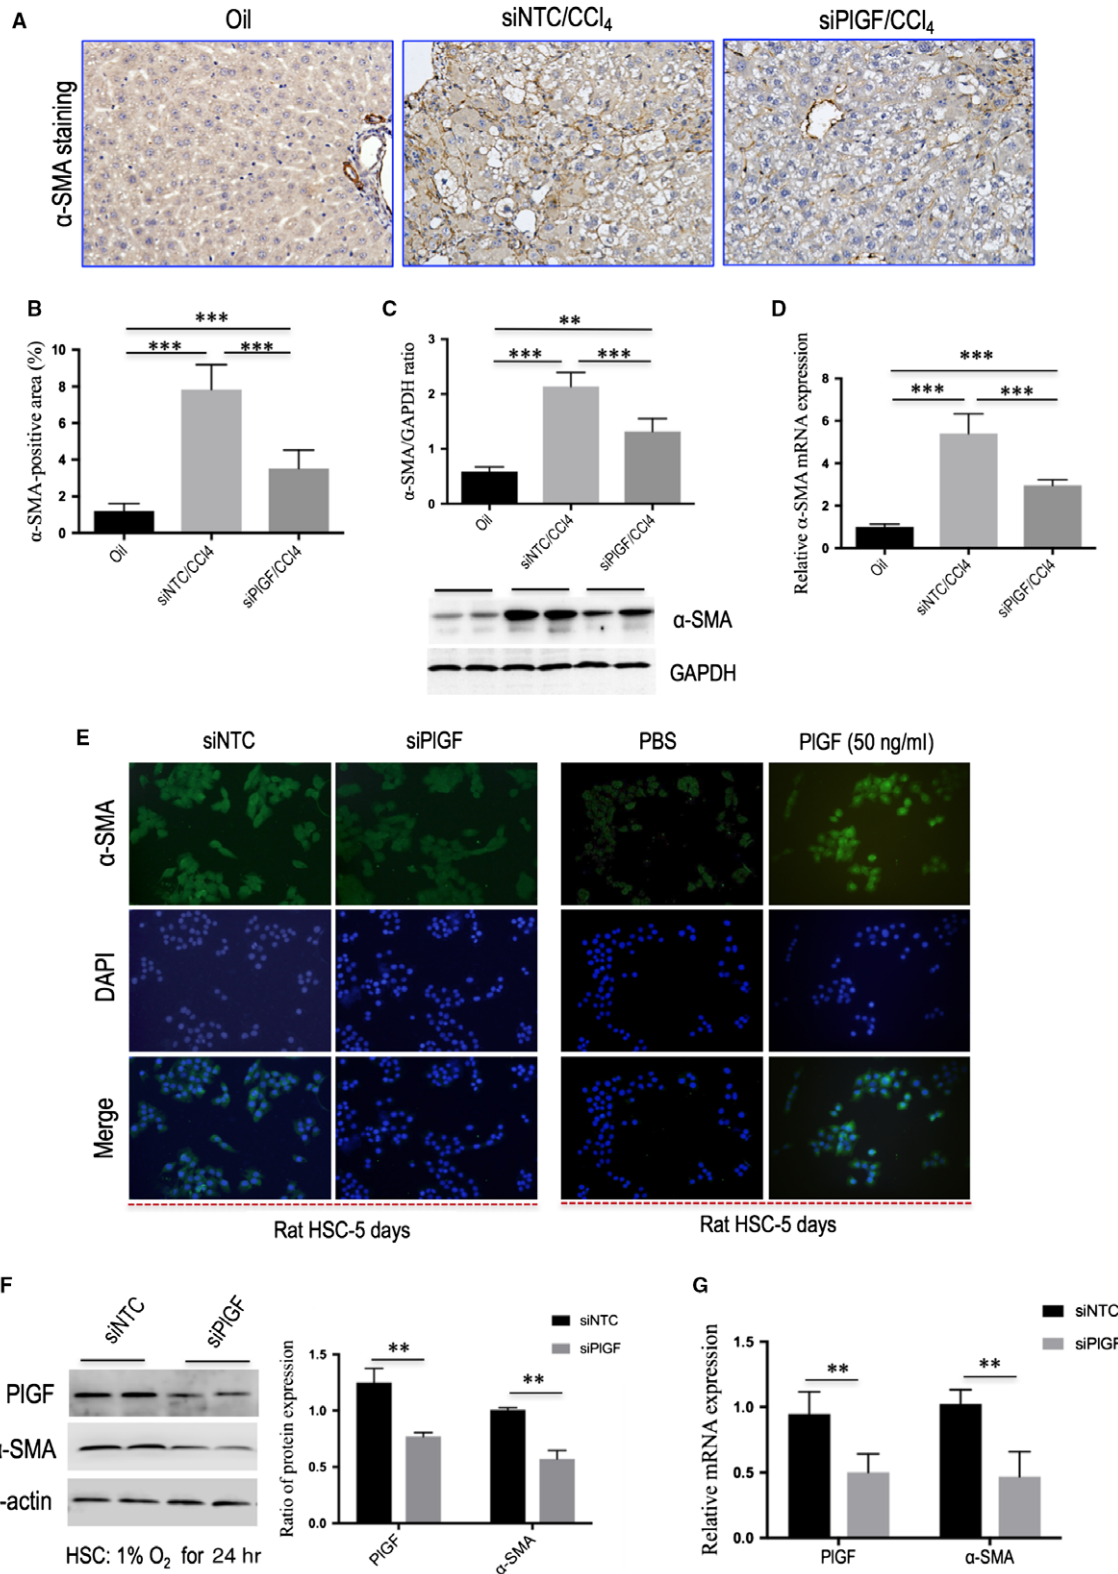 A
Oil
siNTC/CCl4
siPlGF/CCl4
α-SMA staining
B
***
***
***
α-SMA-positive area (%)
10
8
6
4
2
0
Oil
siNTC/CCl4
siPlGF/CCl4
C
**
***
***
α-SMA/GAPDH ratio
3
2
1
0
Oil
siNTC/CCl4
siPlGF/CCl4
α-SMA
GAPDH
D
***
***
***
Relative α-SMA mRNA expression
8
6
4
2
0
Oil
siNTC/CCl4
siPlGF/CCl4
E
siNTC
siPlGF
PBS
PlGF (50 ng/ml)
α-SMA
DAPI
Merge
Rat HSC-5 days
Rat HSC-5 days
F
siNTC
siPlGF
PlGF
α-SMA
-actin
HSC: 1% O2 for 24 hr
siNTC
siPlGF
**
**
Ratio of protein expression
1.5
1.0
0.5
0.0
PlGF
α-SMA
G
siNTC
siPlGF
**
**
Relative mRNA expression
1.5
1.0
0.5
0.0
PlGF
α-SMA